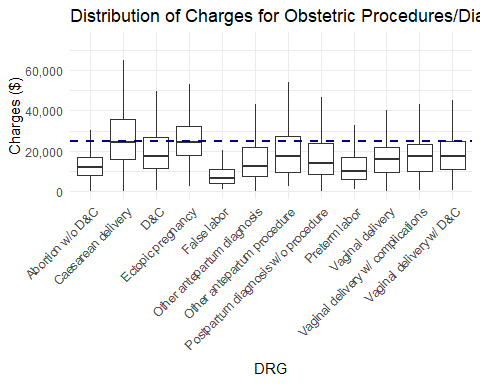 Distribution of Charges for Obstetric Procedures/Dia
Charges ($)
60,000
40,000
20,000
0
Abortion w/o D&C
Caesarean delivery
D&C
Ectopic pregnancy
False labor
Other antepartum diagnosis
Other antepartum procedure
Postpartum diagnosis w/o procedure
Preterm labor
Vaginal delivery
Vaginal delivery w/ complications
Vaginal delivery w/ D&C
DRG